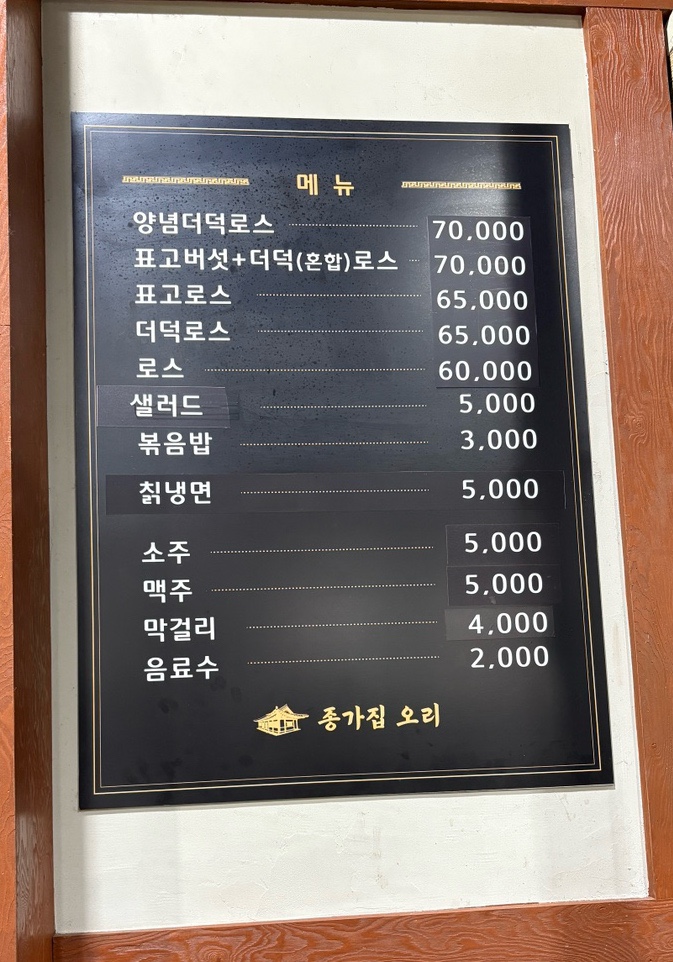 메뉴
양념더덕로스 70,000
표고버섯+더덕(혼합)로스 70,000
표고로스 65,000
더덕로스 65,000
로스 60,000
샐러드 5,000
볶음밥 3,000
칡냉면 5,000
소주 5,000
맥주 5,000
막걸리 4,000
음료수 2,000
종가집 오리